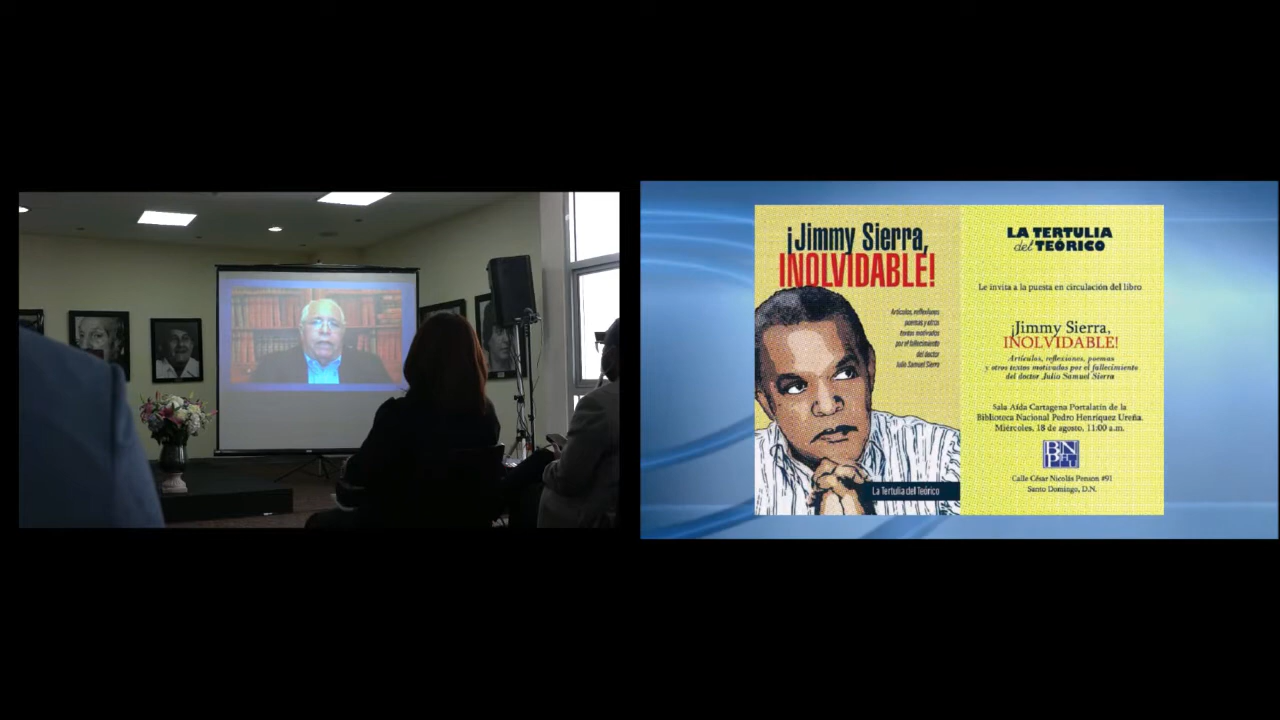 ¡Jimmy Sierra,
INOLVIDABLE!
Artículos, reflexiones,
poemas, y otros
textos motivados
por el fallecimiento
del doctor
Julio Samuel Sierra
La Tertulia del Teórico
LA TERTULIA
del TEÓRICO
Le invita a la puesta en circulación del libro
¡Jimmy Sierra,
INOLVIDABLE!
Artículos, reflexiones, poemas
y otros textos motivados por el fallecimiento
del doctor Julio Samuel Sierra
Sala Aída Cartagena Portalatín de la
Biblioteca Nacional Pedro Henríquez Ureña.
Miércoles, 18 de agosto, 11:00 a.m.
BN
PHU
Calle César Nicolás Penson #91
Santo Domingo, D.N.